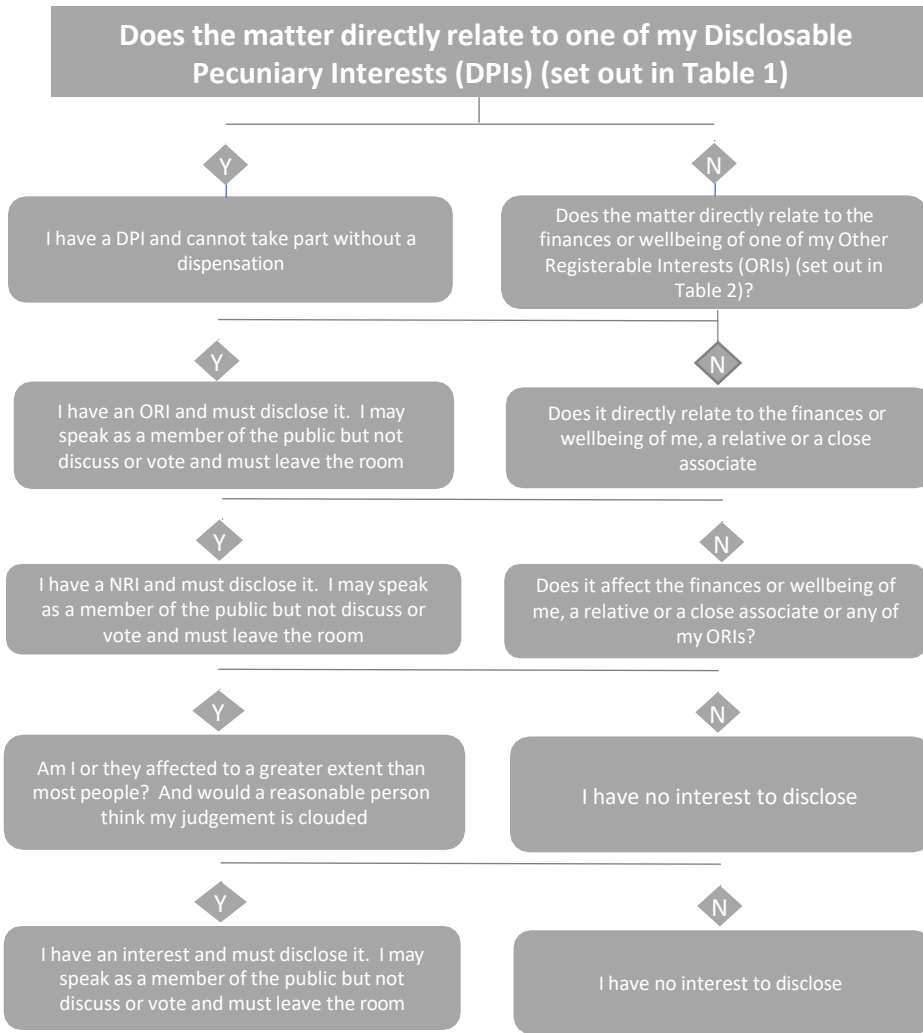 Does the matter directly relate to one of my Disclosable
Pecuniary Interests (DPIs) (set out in Table 1)
Y
N
I have a DPI and cannot take part without a
dispensation
Does the matter directly relate to the
finances or wellbeing of one of my Other
Registerable Interests (ORIs) (set out in
Table 2)?
Y
N
I have an ORI and must disclose it. I may
speak as a member of the public but not
discuss or vote and must leave the room
Does it directly relate to the finances or
wellbeing of me, a relative or a close
associate
Y
N
I have a NRI and must disclose it. I may speak
as a member of the public but not discuss or
vote and must leave the room
Does it affect the finances or wellbeing of
me, a relative or a close associate or any of
my ORIs?
Y
N
Am I or they affected to a greater extent than
most people? And would a reasonable person
think my judgement is clouded
I have no interest to disclose
Y
N
I have an interest and must disclose it. I may
speak as a member of the public but not
discuss or vote and must leave the room
I have no interest to disclose